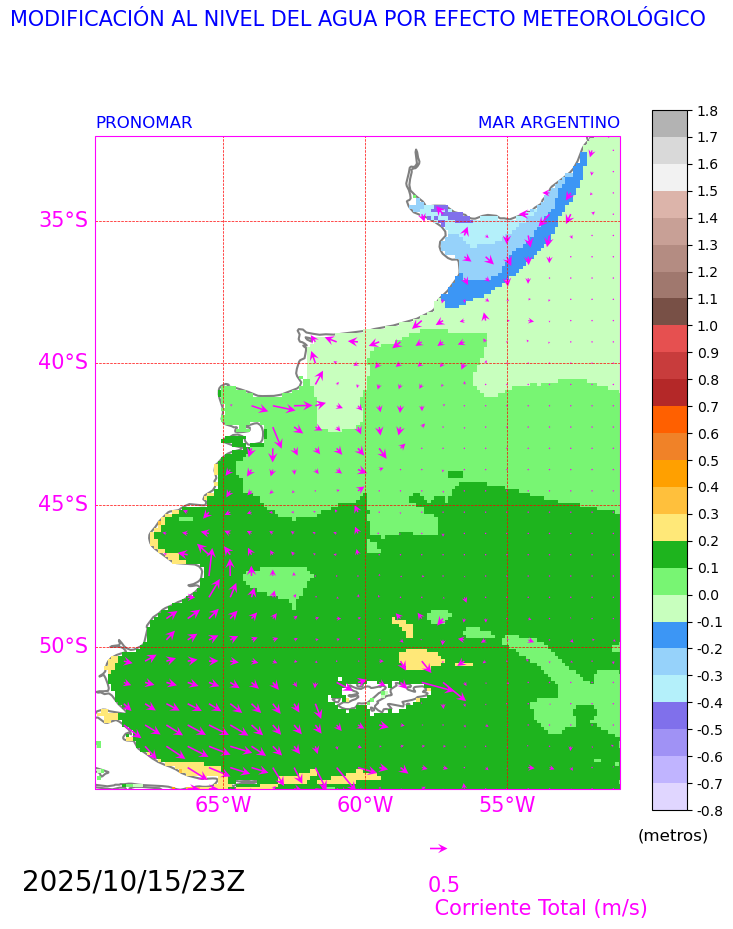 MODIFICACIÓN AL NIVEL DEL AGUA POR EFECTO METEOROLÓGICO
PRONOMAR MAR ARGENTINO
35°S
40°S
45°S
50°S
65°W 60°W 55°W
1.8
1.7
1.6
1.5
1.4
1.3
1.2
1.1
1.0
0.9
0.8
0.7
0.6
0.5
0.4
0.3
0.2
0.1
0.0
-0.1
-0.2
-0.3
-0.4
-0.5
-0.6
-0.7
-0.8
(metros)
2025/10/15/23Z
0.5
Corriente Total (m/s)